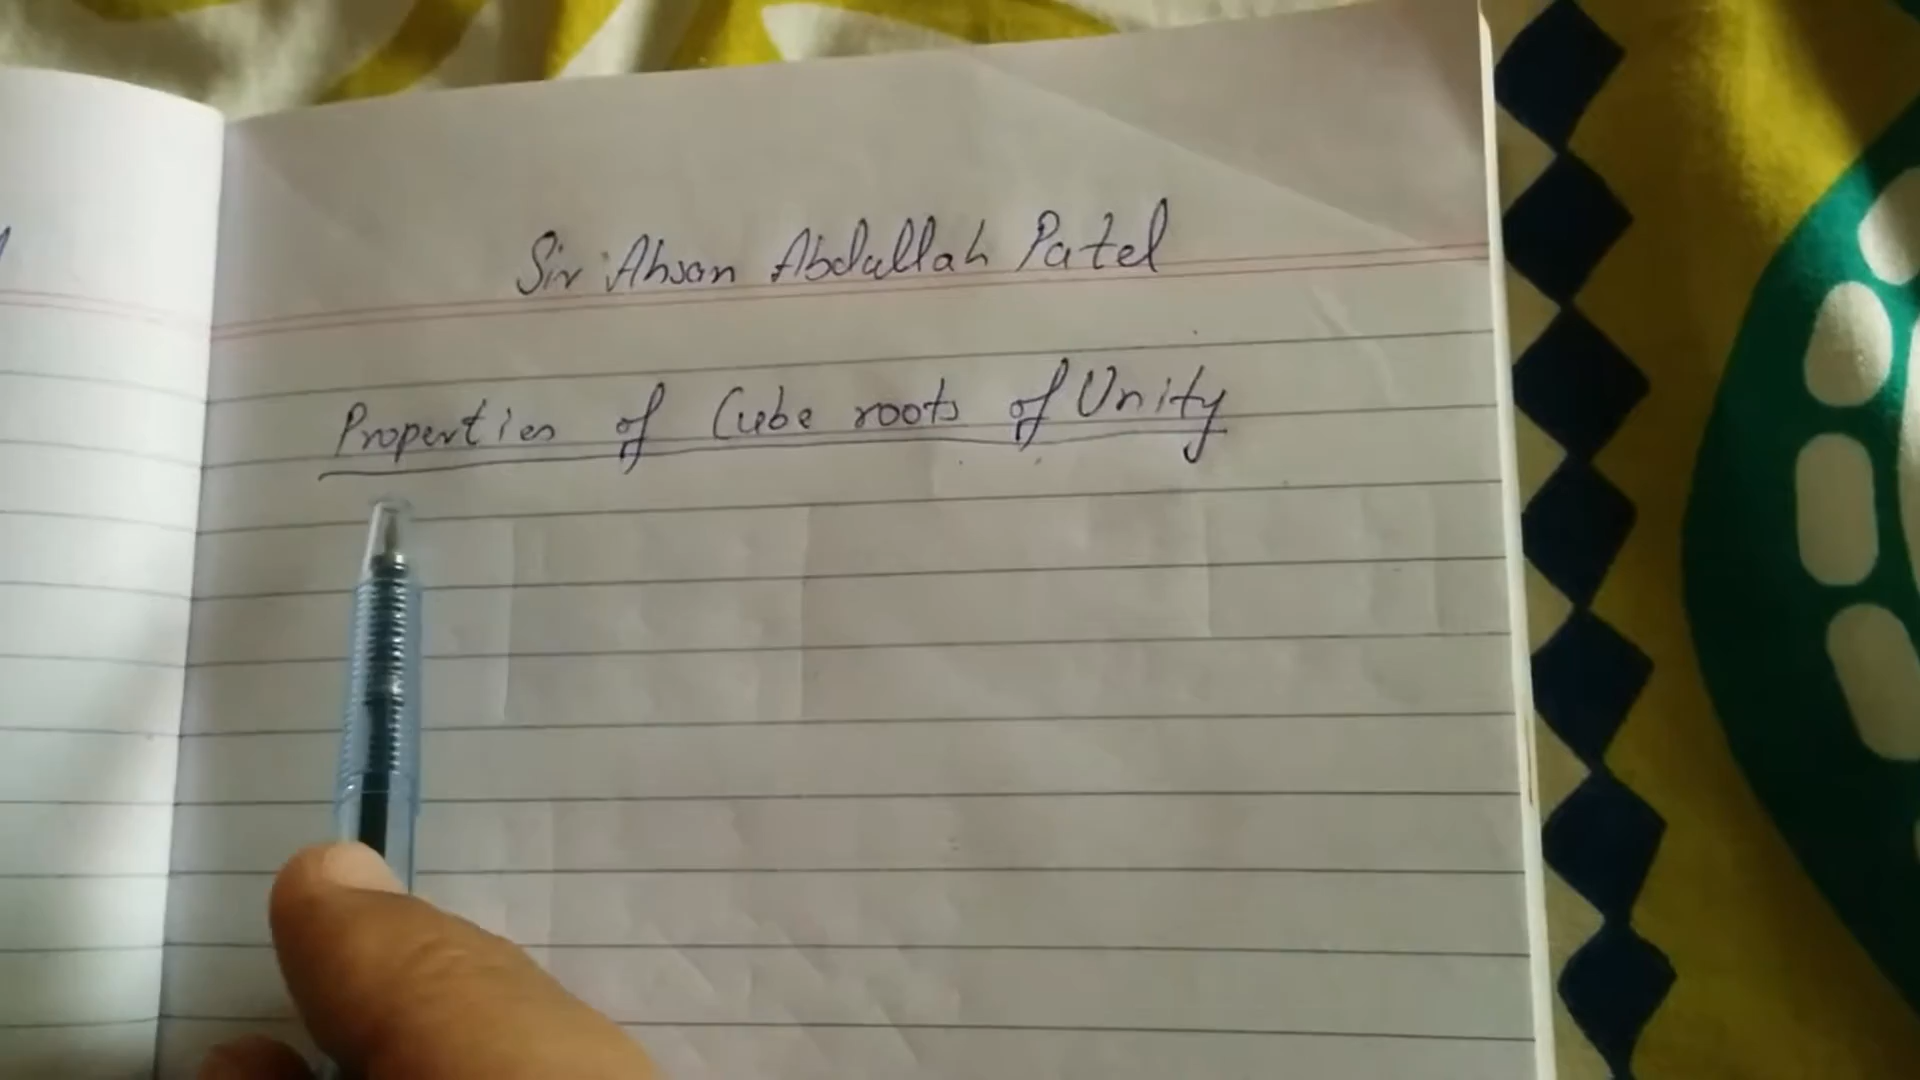 Sir Ahsan Abdullah Patel
Properties of Cube roots of Unity